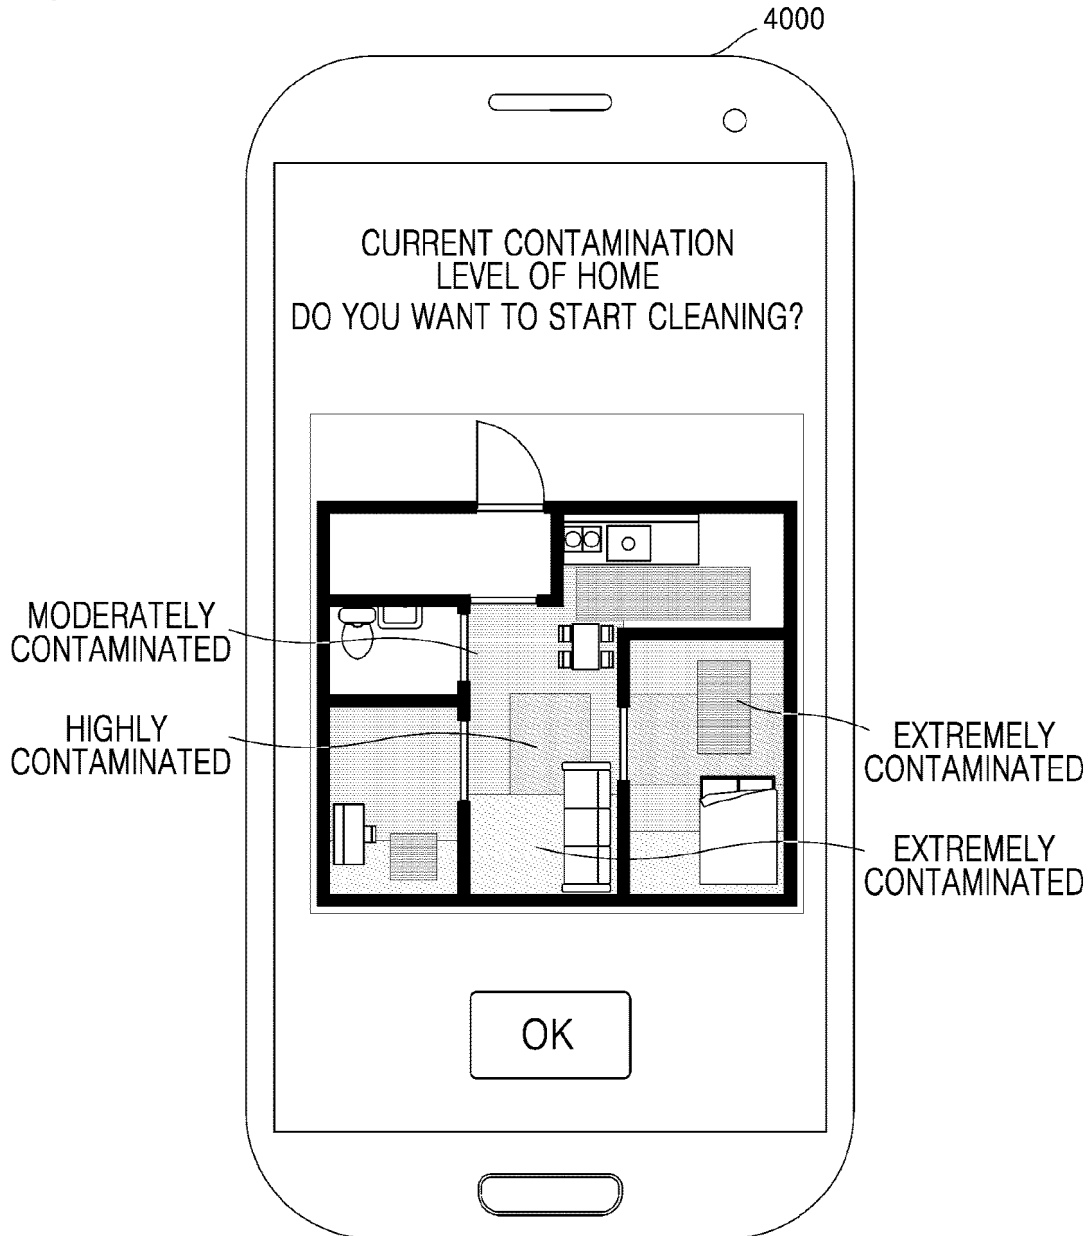 4000
CURRENT CONTAMINATION
LEVEL OF HOME
DO YOU WANT TO START CLEANING?
MODERATELY
CONTAMINATED
HIGHLY
CONTAMINATED
EXTREMELY
CONTAMINATED
EXTREMELY
CONTAMINATED
OK